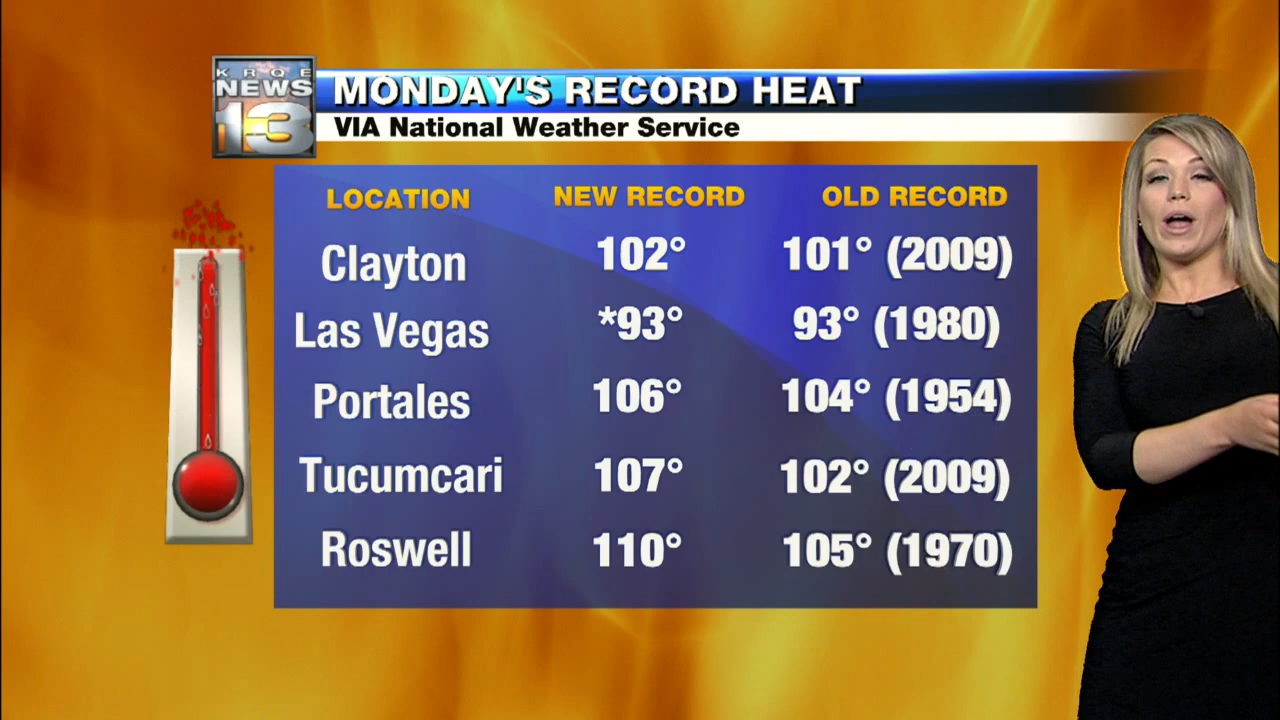 KRQE
NEWS
13
MONDAY'S RECORD HEAT
VIA National Weather Service
LOCATION NEW RECORD OLD RECORD
Clayton 102° 101° (2009)
Las Vegas *93° 93° (1980)
Portales 106° 104° (1954)
Tucumcari 107° 102° (2009)
Roswell 110° 105° (1970)